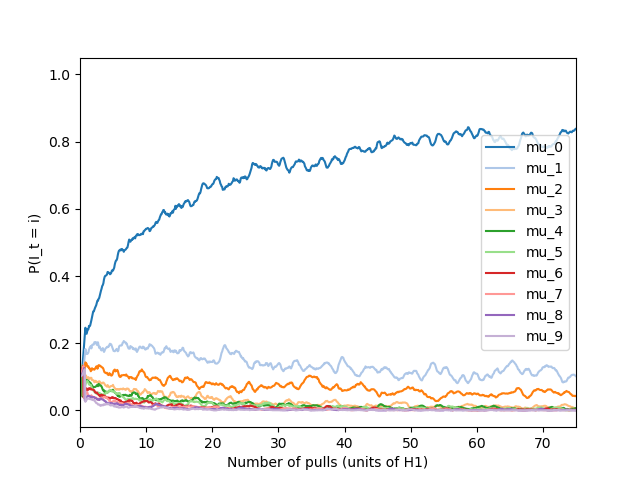 1.0
0.8
0.6
0.4
0.2
0.0
P(I_t = i)
0 10 20 30 40 50 60 70
Number of pulls (units of H1)
mu_0
mu_1
mu_2
mu_3
mu_4
mu_5
mu_6
mu_7
mu_8
mu_9